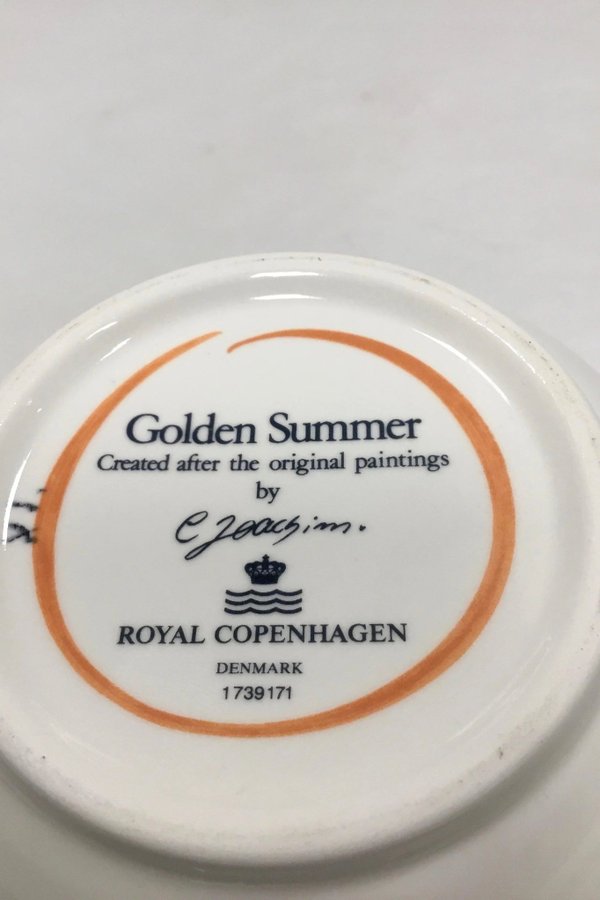 Golden Summer
Created after the original paintings
by
C Joachim.
ROYAL COPENHAGEN
DENMARK
1739171